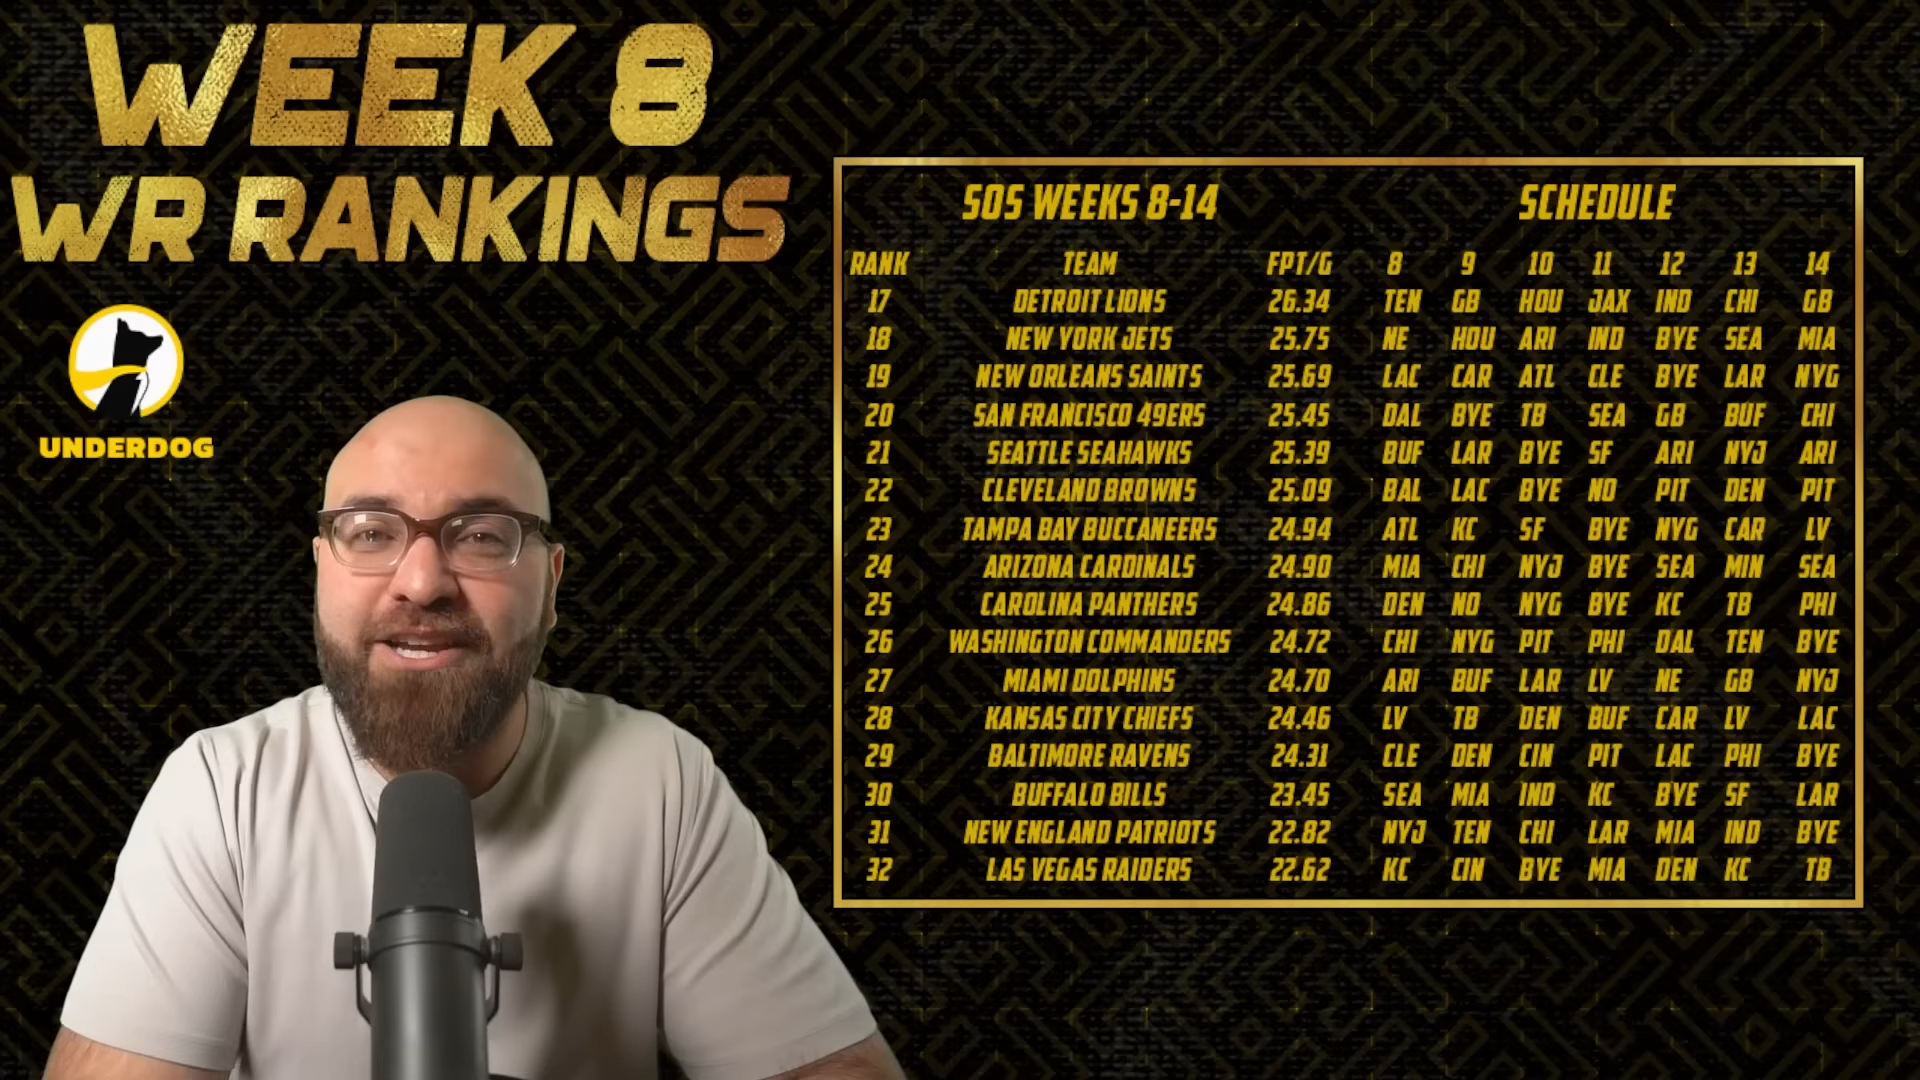 WEEK 8
WR RANKINGS
UNDERDOG
SOS WEEKS 8-14 SCHEDULE
RANK TEAM FPT/G 8 9 10 11 12 13 14
17 DETROIT LIONS 26.34 TEN GB HOU JAX IND CHI GB
18 NEW YORK JETS 25.75 NE HOU ARI IND BYE SEA MIA
19 NEW ORLEANS SAINTS 25.69 LAC CAR ATL CLE BYE LAR NYG
20 SAN FRANCISCO 49ERS 25.45 DAL BYE TB SEA GB BUF CHI
21 SEATTLE SEAHAWKS 25.39 BUF LAR BYE SF ARI NYJ ARI
22 CLEVELAND BROWNS 25.09 BAL LAC BYE NO PIT DEN PIT
23 TAMPA BAY BUCCANEERS 24.94 ATL KC SF BYE NYG CAR LV
24 ARIZONA CARDINALS 24.90 MIA CHI NYJ BYE SEA MIN SEA
25 CAROLINA PANTHERS 24.86 DEN NO NYG BYE KC TB PHI
26 WASHINGTON COMMANDERS 24.72 CHI NYG PIT PHI DAL TEN BYE
27 MIAMI DOLPHINS 24.70 ARI BUF LAR LV NE GB NYJ
28 KANSAS CITY CHIEFS 24.46 LV TB DEN BUF CAR LV LAC
29 BALTIMORE RAVENS 24.31 CLE DEN CIN PIT LAC PHI BYE
30 BUFFALO BILLS 23.45 SEA MIA IND KC BYE SF LAR
31 NEW ENGLAND PATRIOTS 22.82 NYJ TEN CHI LAR MIA IND BYE
32 LAS VEGAS RAIDERS 22.62 KC CIN BYE MIA DEN KC TB